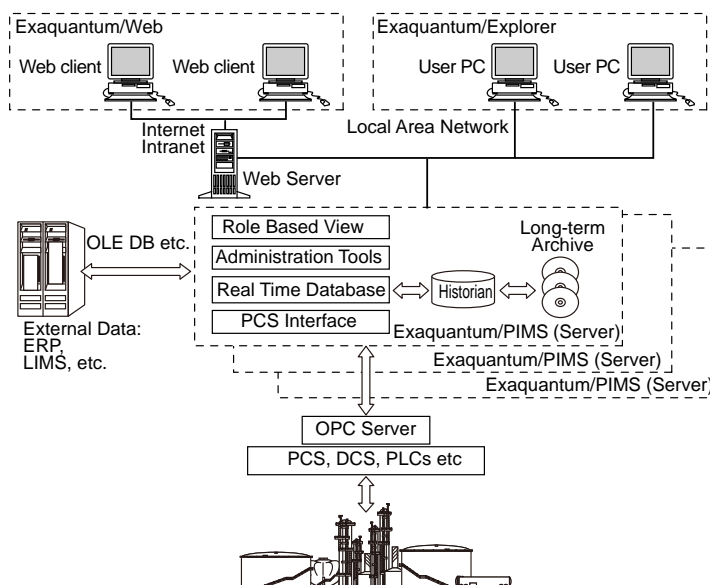 Exaquantum/Web
Web client
Web client
Exaquantum/Explorer
User PC
User PC
Internet
Intranet
Local Area Network
Web Server
OLE DB etc.
External Data:
ERP,
LIMS, etc.
Role Based View
Administration Tools
Real Time Database
PCS Interface
Historian
Long-term
Archive
Exaquantum/PIMS (Server)
Exaquantum/PIMS (Server)
Exaquantum/PIMS (Server)
OPC Server
PCS, DCS, PLCs etc